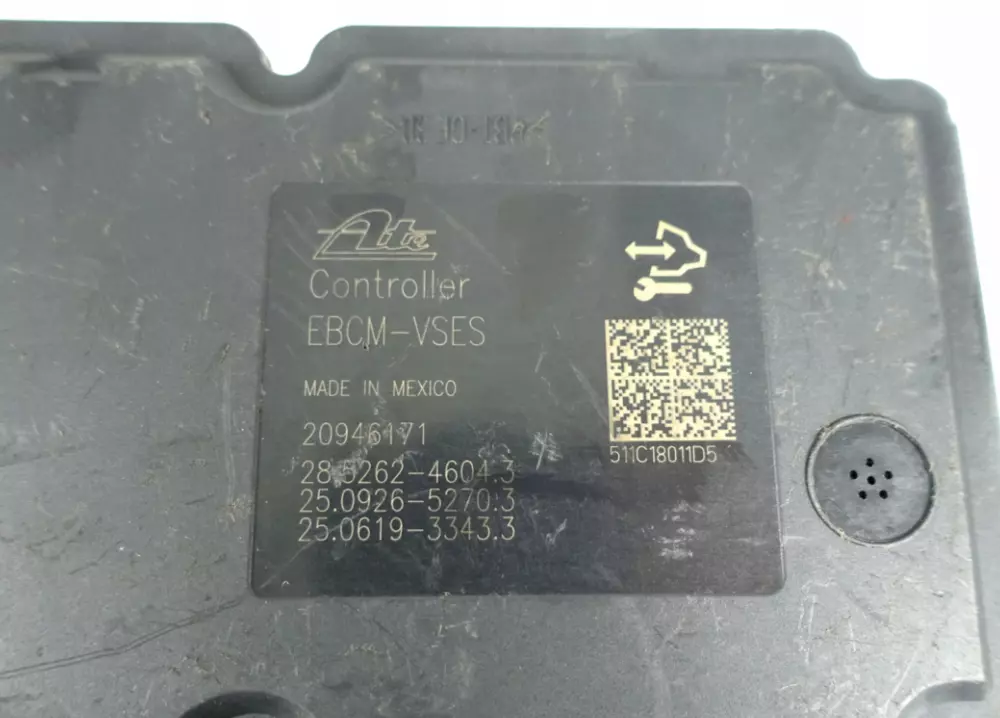 Ate
Controller
EBCM-VSES
MADE IN MEXICO
20946171
28.5262-4604.3
25.0926-5270.3
25.0619-3343.3
511C18011D5